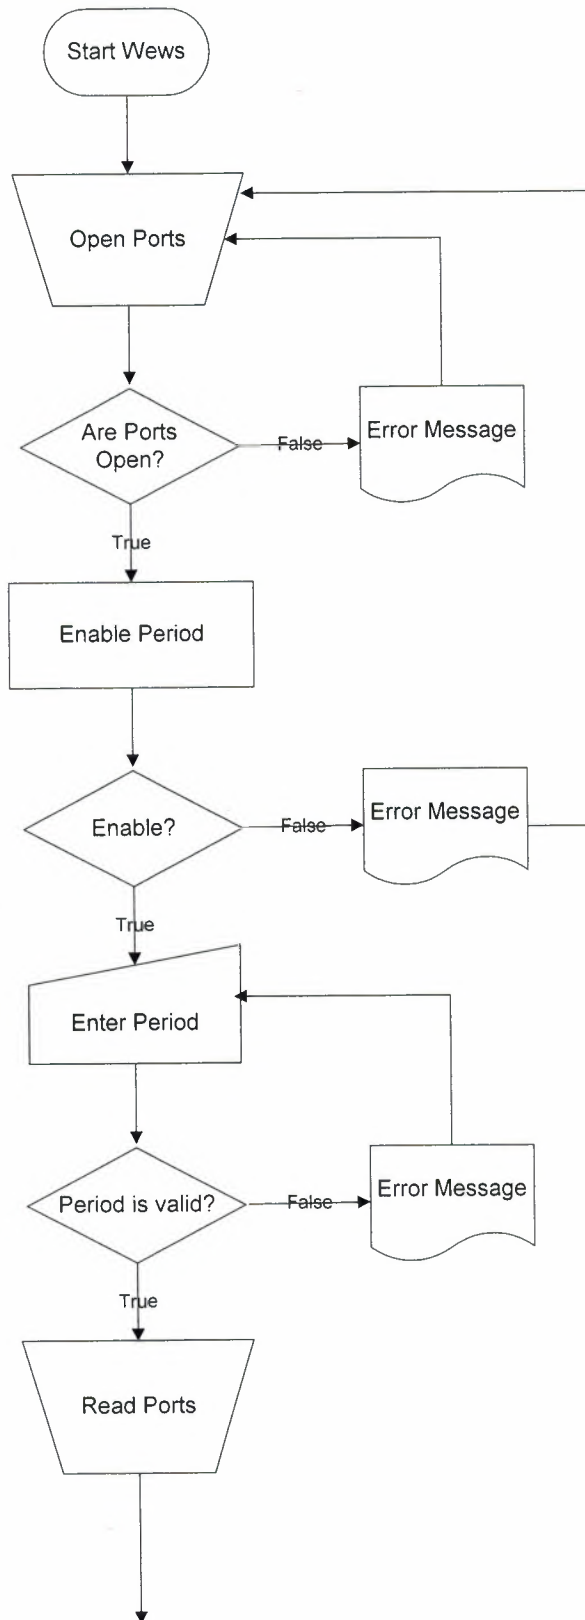 Start Wews
Open Ports
Are Ports
Open?
False
Error Message
True
Enable Period
Enable?
False
Error Message
True
Enter Period
Period is valid?
False
Error Message
True
Read Ports